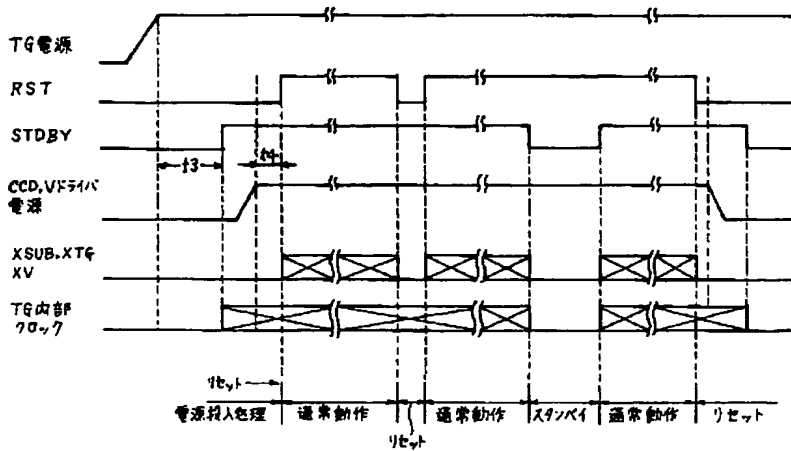 TG電源
RST
STDBY
t3
t4
CCD,Vドライバ
電源
XSUB,XTG
XV
TG内部
クロック
リセット
電源投入処理
通常動作
リセット
通常動作
スタンバイ
通常動作
リセット